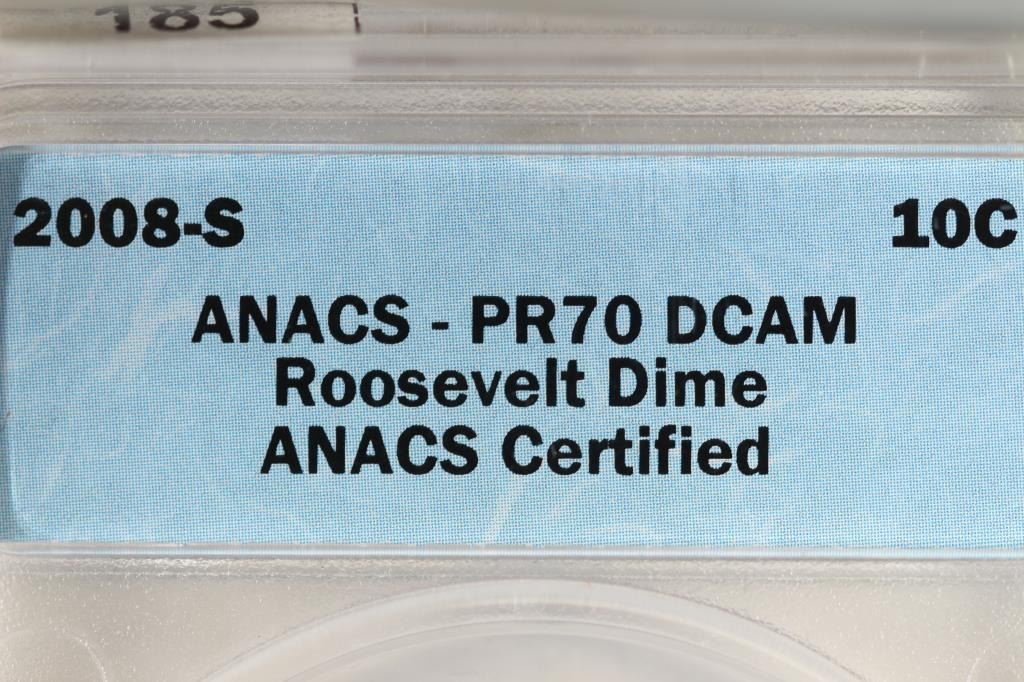 185
2008-S 10C
ANACS - PR70 DCAM
Roosevelt Dime
ANACS Certified